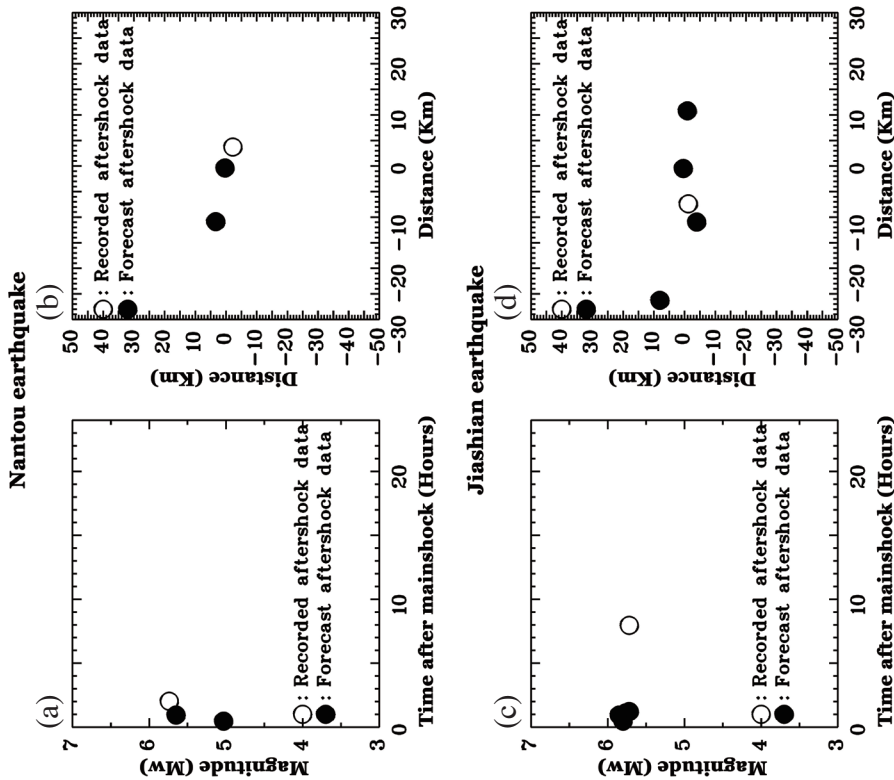 Nantou earthquake
(a)
7
6
5
4
3
Magnitude (Mw)
: Recorded aftershock data
: Forecast aftershock data
0 10 20
Time after mainshock (Hours)
(b)
50
40
30
20
10
0
−10
−20
−30
−40
−50
Distance (Km)
: Recorded aftershock data
: Forecast aftershock data
−30 −20 −10 0 10 20 30
Distance (Km)
Jiashian earthquake
(c)
7
6
5
4
3
Magnitude (Mw)
: Recorded aftershock data
: Forecast aftershock data
0 10 20
Time after mainshock (Hours)
(d)
50
40
30
20
10
0
−10
−20
−30
−40
−50
Distance (Km)
: Recorded aftershock data
: Forecast aftershock data
−30 −20 −10 0 10 20 30
Distance (Km)